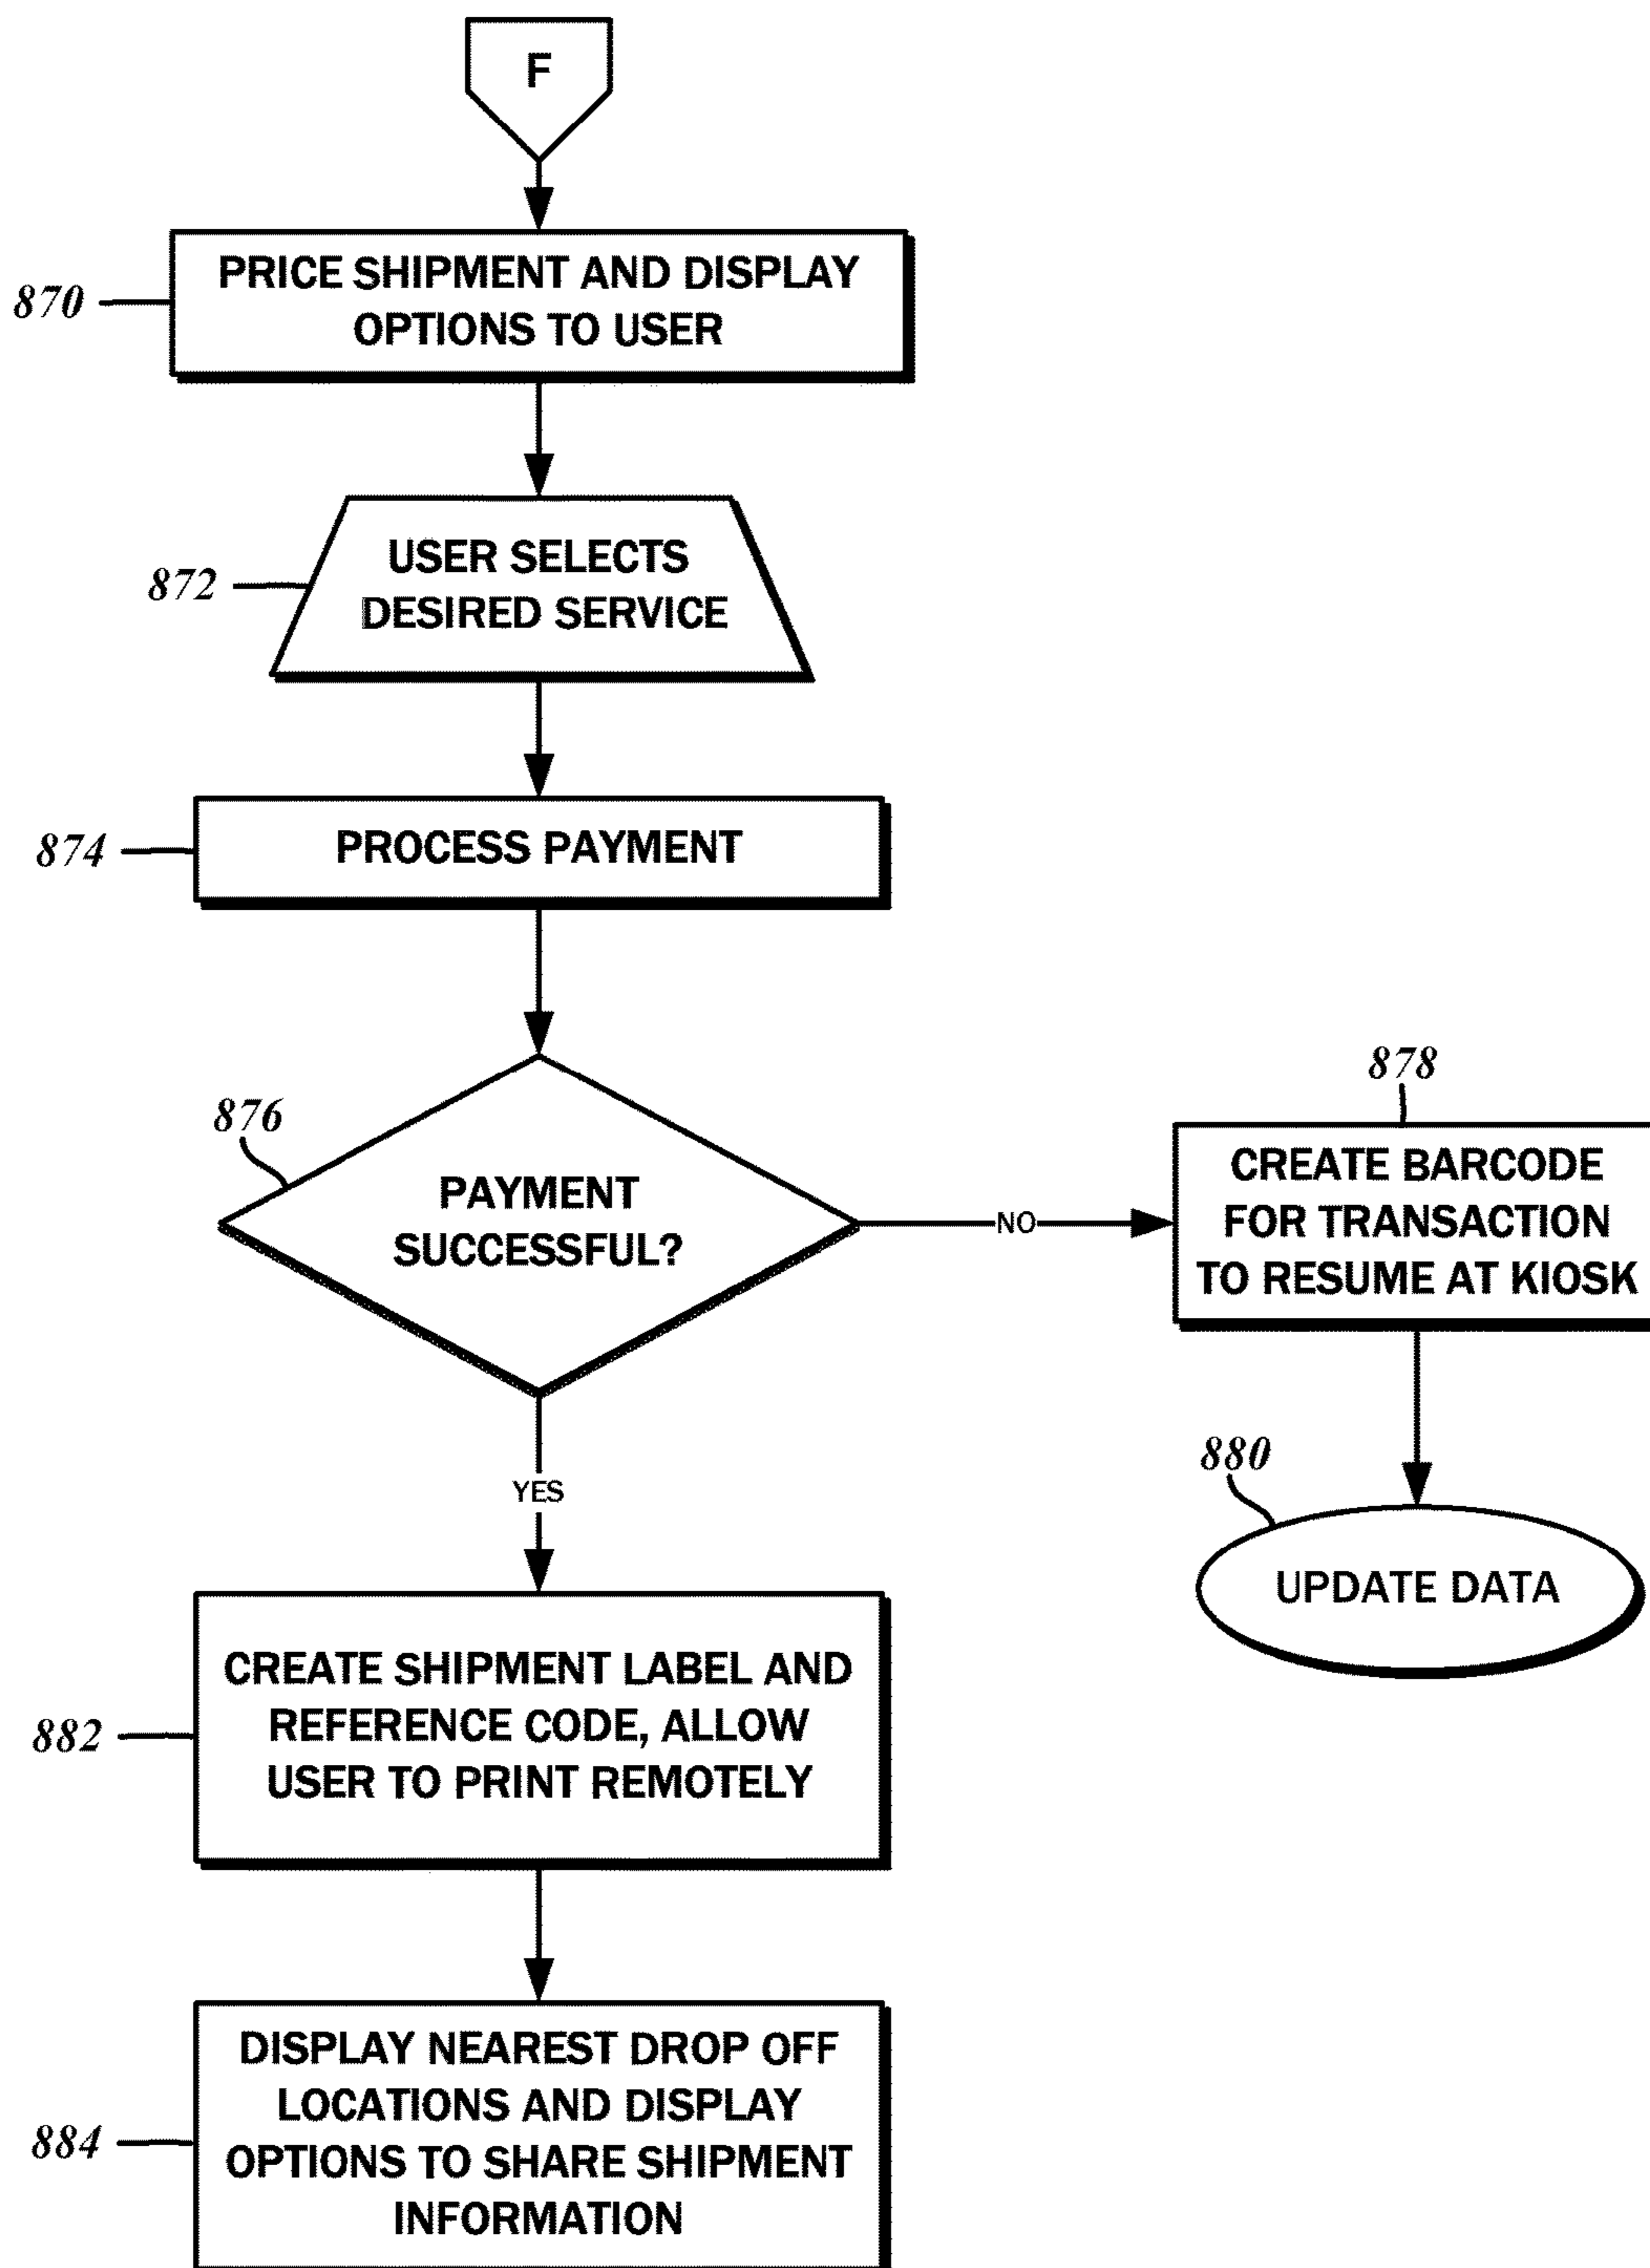 F
870
PRICE SHIPMENT AND DISPLAY
OPTIONS TO USER
872
USER SELECTS
DESIRED SERVICE
874
PROCESS PAYMENT
876
PAYMENT
SUCCESSFUL?
NO
878
CREATE BARCODE
FOR TRANSACTION
TO RESUME AT KIOSK
880
UPDATE DATA
YES
882
CREATE SHIPMENT LABEL AND
REFERENCE CODE, ALLOW
USER TO PRINT REMOTELY
884
DISPLAY NEAREST DROP OFF
LOCATIONS AND DISPLAY
OPTIONS TO SHARE SHIPMENT
INFORMATION